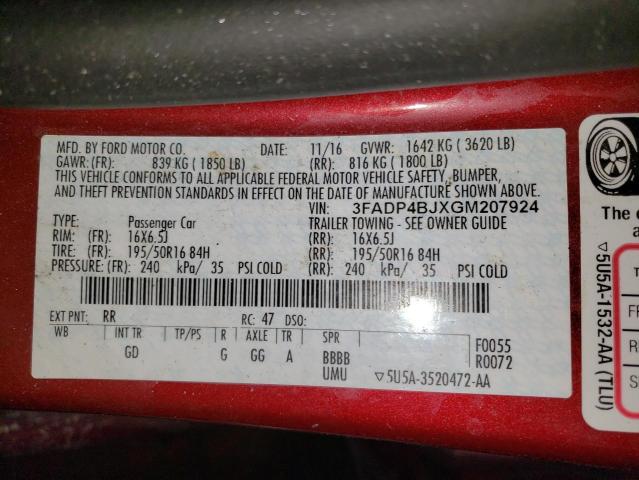 MFD. BY FORD MOTOR CO. DATE: 11/16 GVWR: 1642 KG ( 3620 LB)
GAWR: (FR): 839 KG ( 1850 LB) (RR): 816 KG ( 1800 LB)
THIS VEHICLE CONFORMS TO ALL APPLICABLE FEDERAL MOTOR VEHICLE SAFETY, BUMPER,
AND THEFT PREVENTION STANDARDS IN EFFECT ON THE DATE OF MANUFACTURE SHOWN ABOVE.
VIN: 3FADP4BJXGM207924
TYPE: Passenger Car TRAILER TOWING - SEE OWNER GUIDE
RIM: (FR): 16X6.5J (RR): 16X6.5J
TIRE: (FR): 195/50R16 84H (RR): 195/50R16 84H
PRESSURE: (FR): 240 kPa/ 35 PSI COLD (RR): 240 kPa/ 35 PSI COLD
EXT PNT: RR RC: 47 DSO:
WB INT TR TP/PS R AXLE TR SPR F0055
GD G GG A BBBB R0072
UMU ▽5U5A-3520472-AA
The
▽5U5A-1532-AA (TLU)